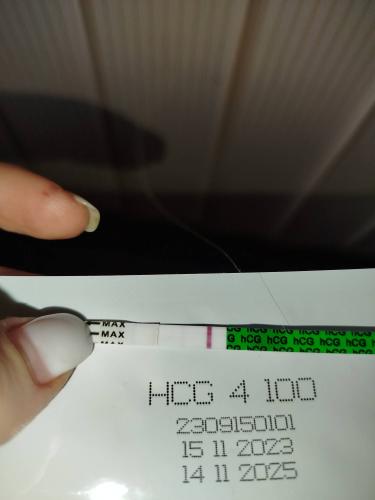 MAX
MAX
hCG hCG hCG hCG hCG hCG
hCG hCG hCG hCG hCG hCG
HCG 4 100
2309150101
15 11 2023
14 11 2025